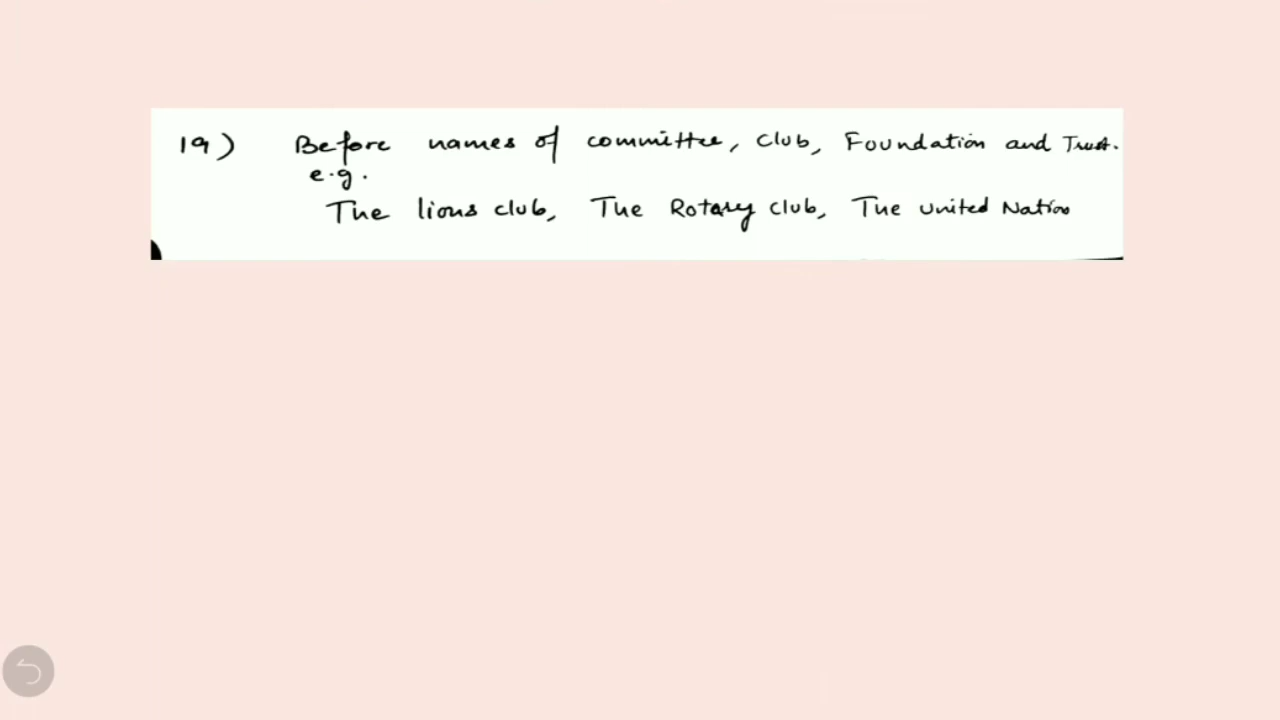 19) Before names of committee, Club, Foundation and Trust.
e.g.
The lions club, The Rotary club, The United Nation